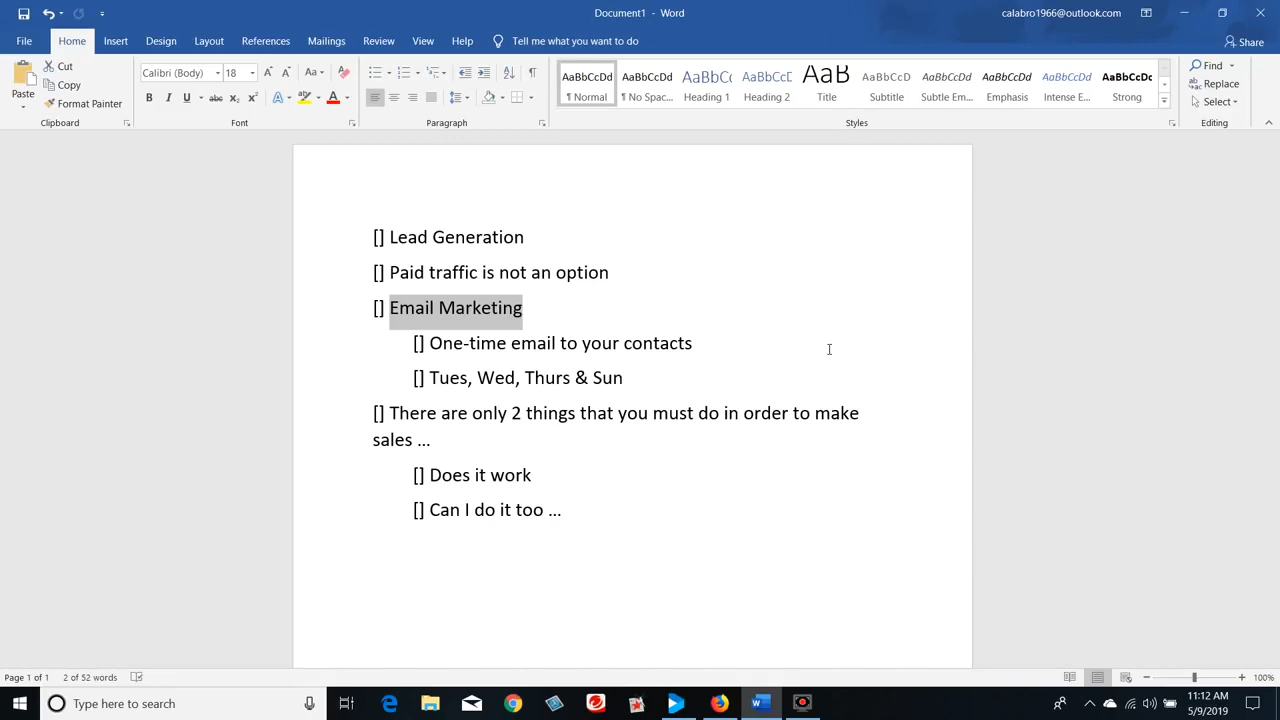 Document1 - Word
calabro1966@outlook.com
File Home Insert Design Layout References Mailings Review View Help Tell me what you want to do Share
Paste
Cut
Copy
Format Painter
Calibri (Body) 18
AaBbCcDd AaBbCcDd AaBbCc AaBbCcE AaB AaBbCcD AaBbCcDd AaBbCcDd AaBbCcDd AaBbCcDc
¶ Normal ¶ No Spac... Heading 1 Heading 2 Title Subtitle Subtle Em... Emphasis Intense E... Strong
Find
Replace
Select
Clipboard Font Paragraph Styles Editing
[] Lead Generation
[] Paid traffic is not an option
[] Email Marketing
[] One-time email to your contacts
[] Tues, Wed, Thurs & Sun
[] There are only 2 things that you must do in order to make
sales ...
[] Does it work
[] Can I do it too ...
Page 1 of 1 2 of 52 words
100%
Type here to search
11:12 AM
5/9/2019